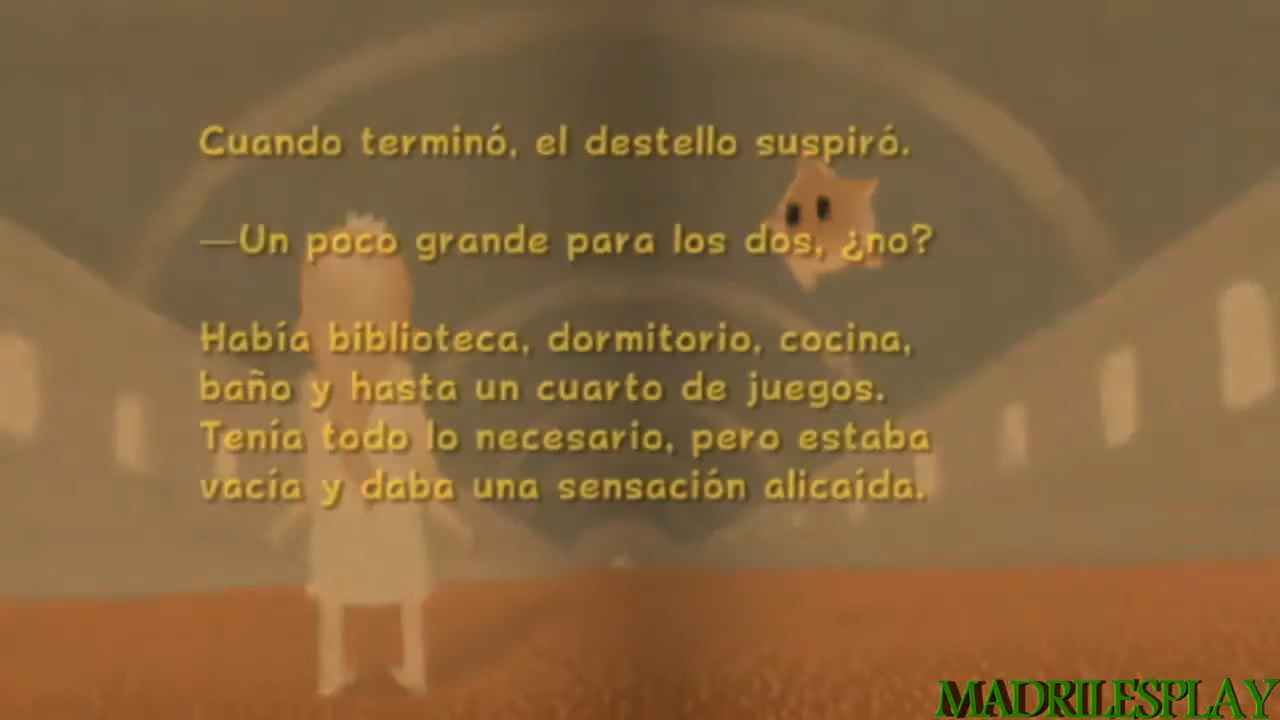 Cuando terminó, el destello suspiró.
—Un poco grande para los dos, ¿no?
Había biblioteca, dormitorio, cocina,
baño y hasta un cuarto de juegos.
Tenía todo lo necesario, pero estaba
vacía y daba una sensación alicaída.
MADRILESPLAY